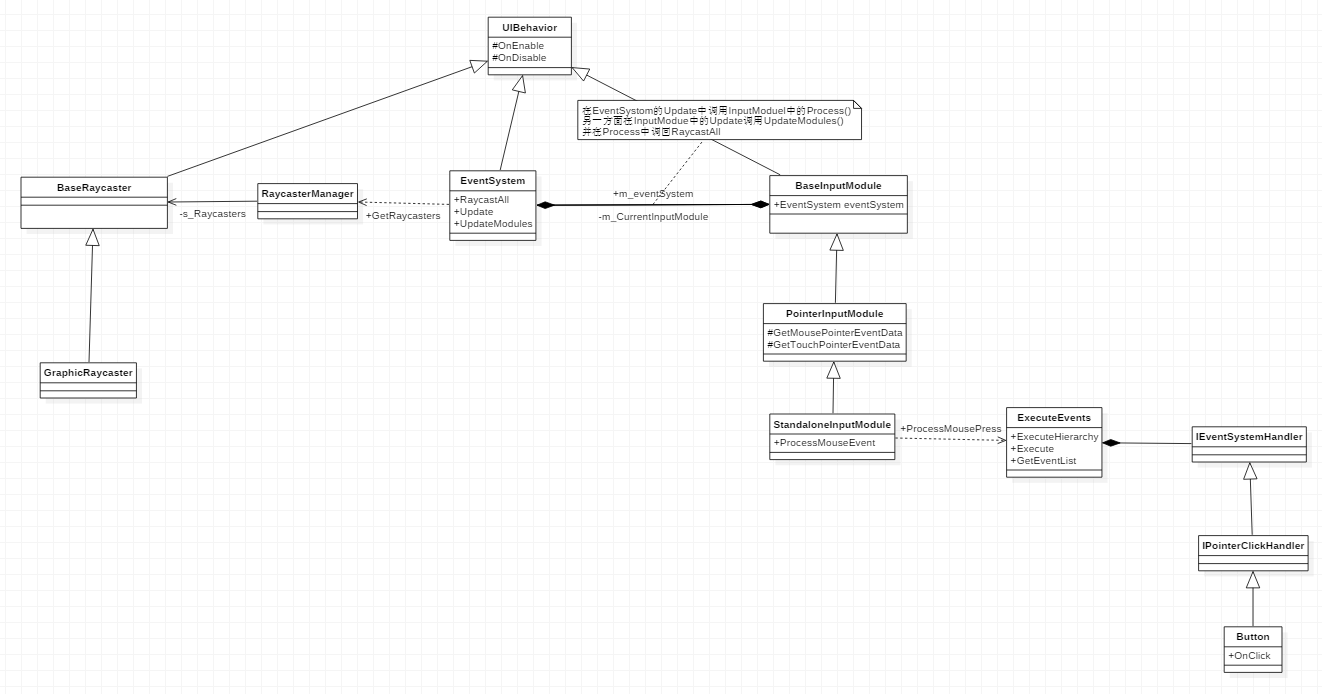 UIBehavior
#OnEnable
#OnDisable
在EventSystom的Update中调用InputModuel中的Process()
另一方面在InputModue中的Update调用UpdateModules()
并在Process中调回RaycastAll
BaseRaycaster
RaycasterManager
-s_Raycasters
+GetRaycasters
EventSystem
+RaycastAll
+Update
+UpdateModules
+m_eventSystem
-m_CurrentInputModule
BaseInputModule
+EventSystem eventSystem
PointerInputModule
#GetMousePointerEventData
#GetTouchPointerEventData
GraphicRaycaster
StandaloneInputModule
+ProcessMouseEvent
+ProcessMousePress
ExecuteEvents
+ExecuteHierarchy
+Execute
+GetEventList
IEventSystemHandler
IPointerClickHandler
Button
+OnClick